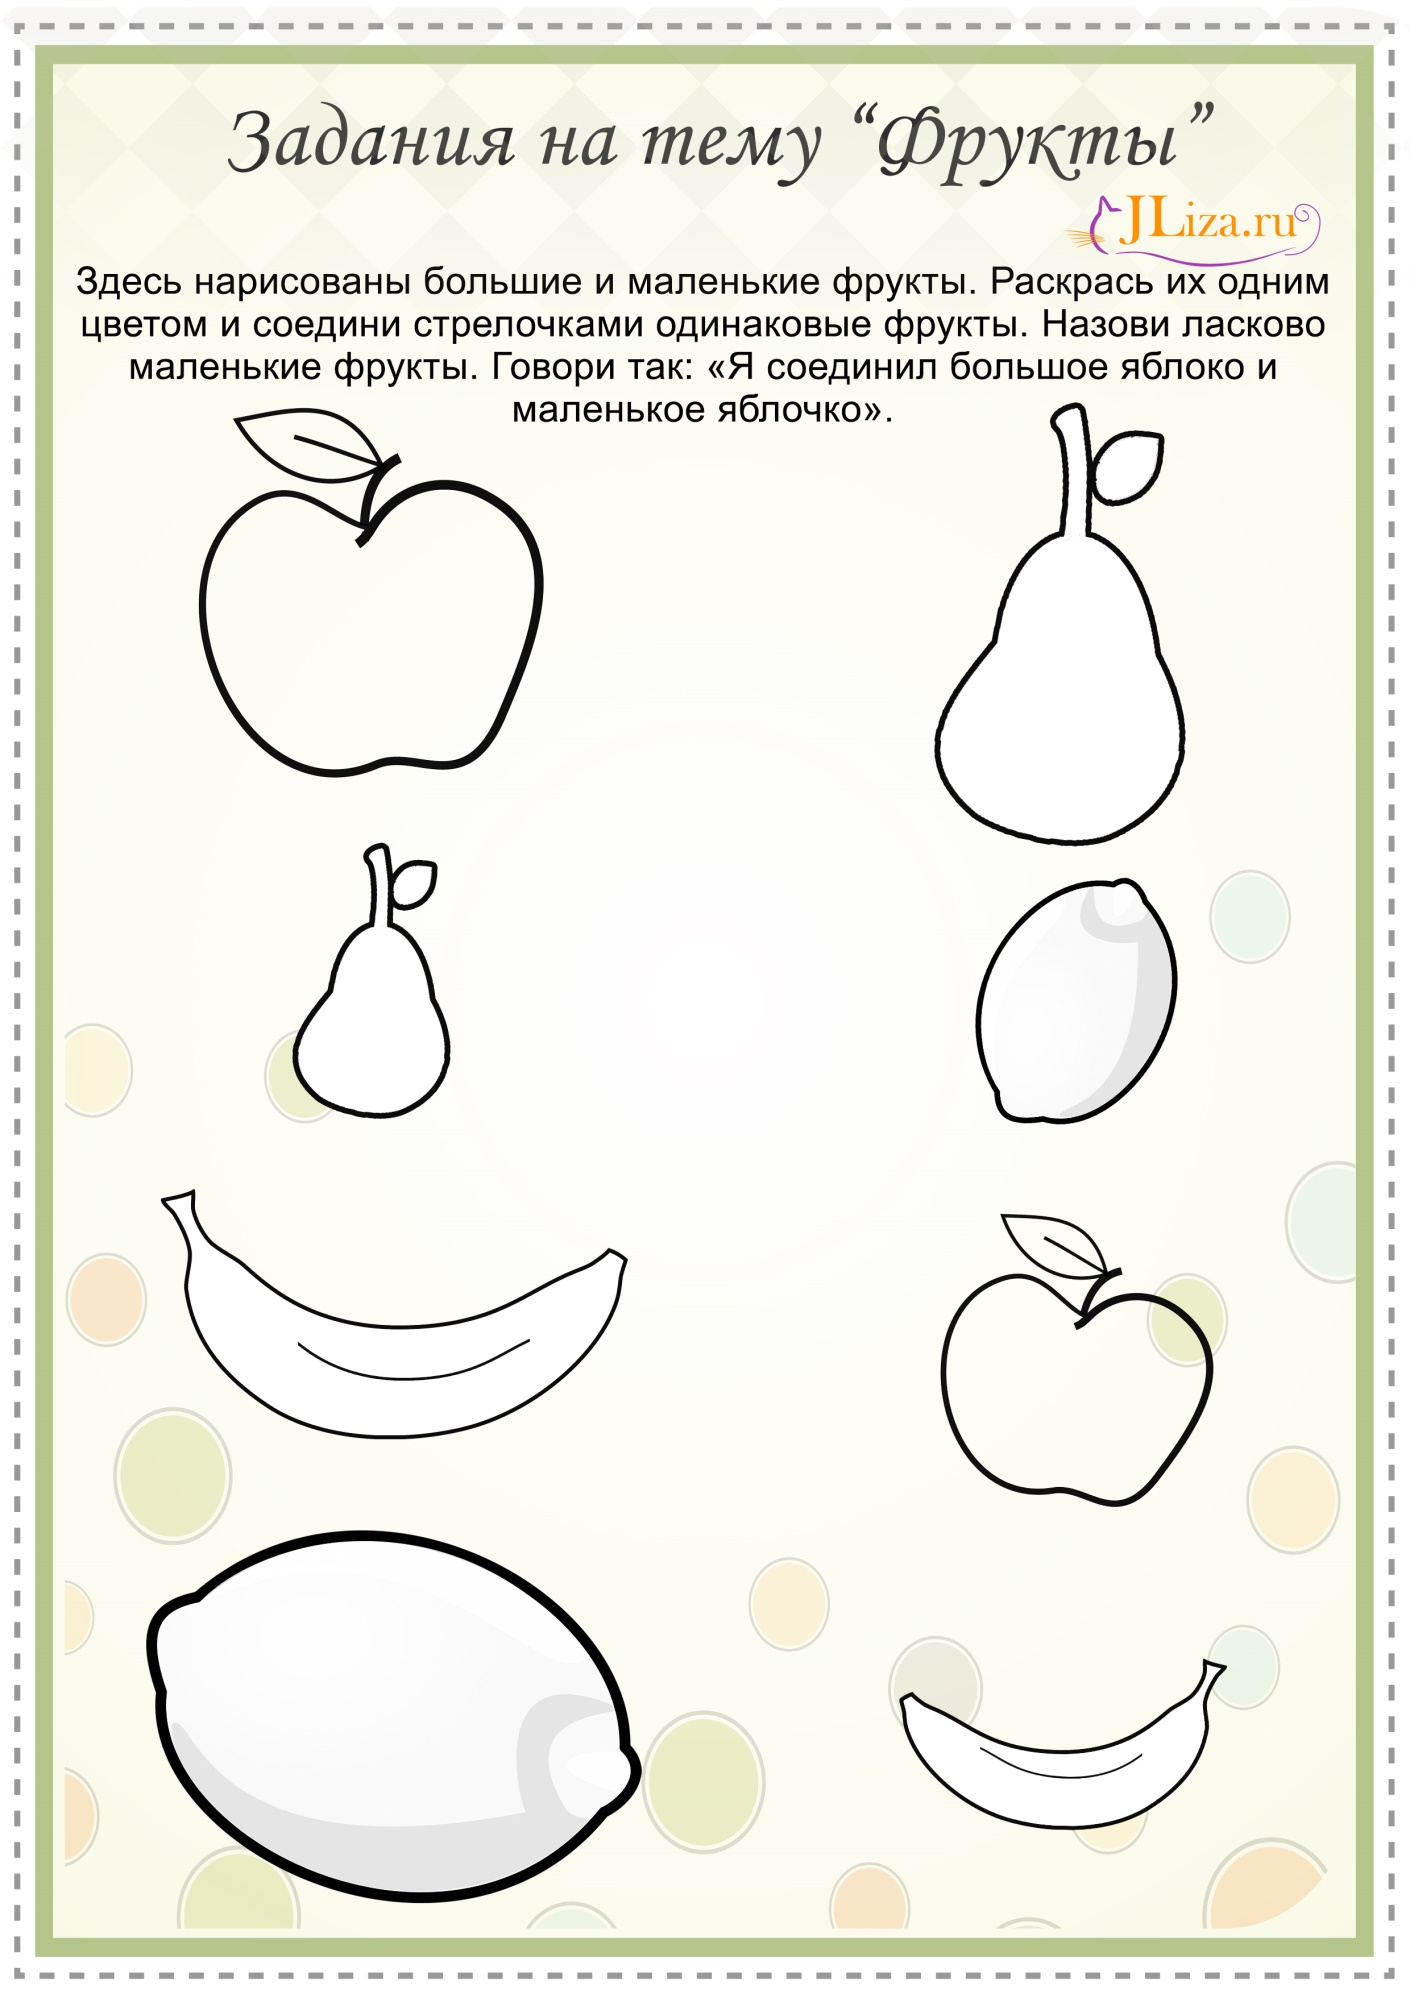 Задания на тему “Фрукты”
JLiza.ru
Здесь нарисованы большие и маленькие фрукты. Раскрась их одним
цветом и соедини стрелочками одинаковые фрукты. Назови ласково
маленькие фрукты. Говори так: «Я соединил большое яблоко и
маленькое яблочко».